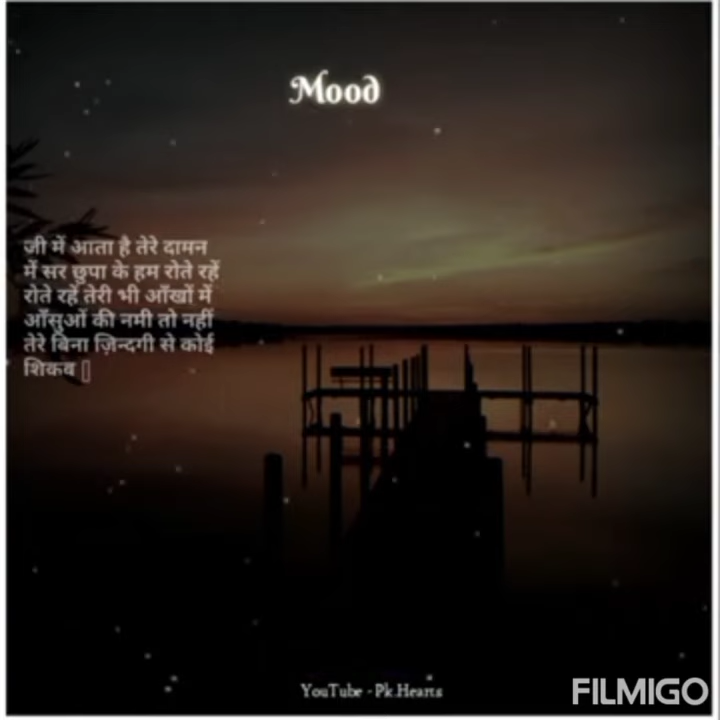 Mood
जी में आता है तेरे दामन
में सर छुपा के हम रोते रहें
रोते रहें तेरी भी आँखों में
आँसुओं की नमी तो नहीं
तेरे बिना ज़िन्दगी से कोई
शिकव
YouTube - Pk.Hearts
FILMIGO